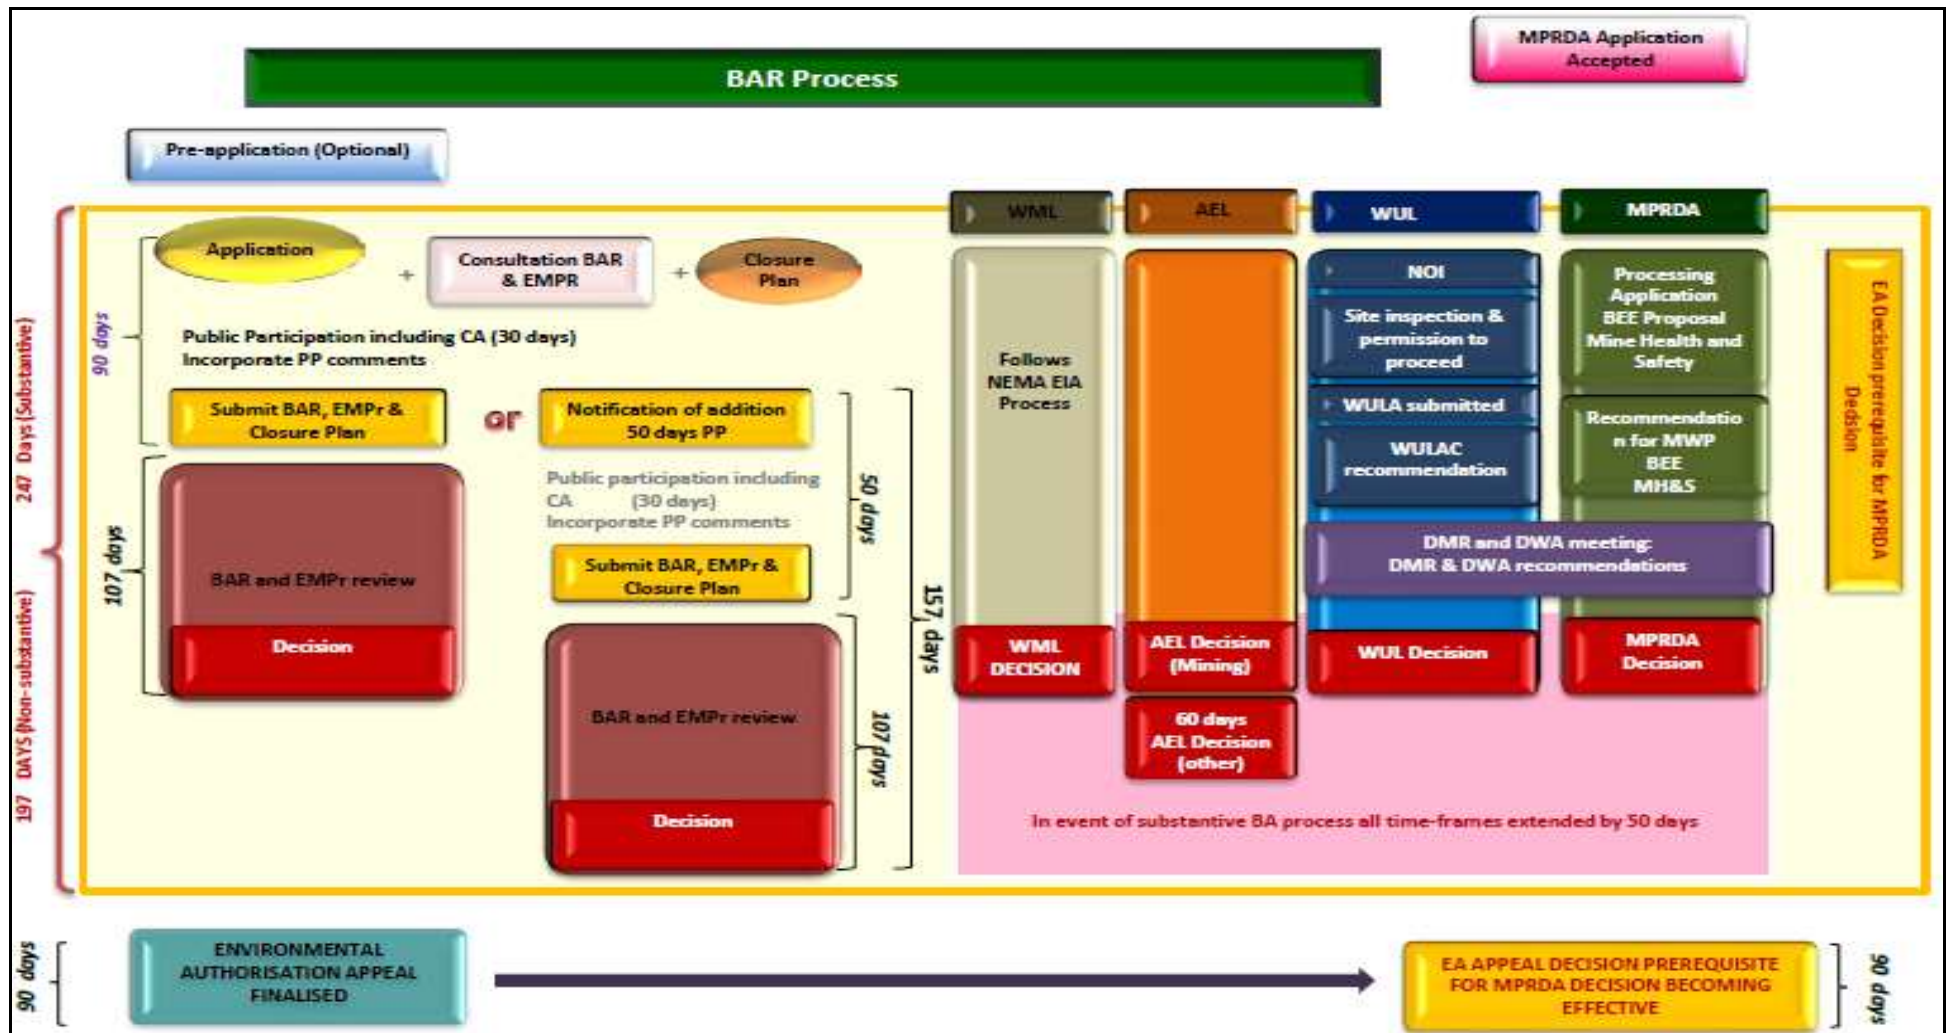 MPRDA Application
Accepted
BAR Process
Pre-application (Optional)
247 Days (Substantive)
197 DAYS (Non-substantive)
90 days
Application
+
Consultation BAR
& EMPR
+
Closure
Plan
Public Participation including CA (30 days)
Incorporate PP comments
Submit BAR, EMPr &
Closure Plan
or
Notification of addition
50 days PP
Public participation including
CA (30 days)
Incorporate PP comments
Submit BAR, EMPr &
Closure Plan
50 days
107 days
BAR and EMPr review
Decision
BAR and EMPr review
Decision
107 days
157 days
WML
Follows
NEMA EIA
Process
WML
DECISION
AEL
AEL Decision
(Mining)
60 days
AEL Decision
(other)
WUL
NOI
Site inspection &
permission to
proceed
WULA submitted
WULAC
recommendation
WUL Decision
MPRDA
Processing
Application
BEE Proposal
Mine Health and
Safety
Recommendatio
n for MWP
BEE
MH&S
DMR and DWA meeting:
DMR & DWA recommendations
MPRDA
Decision
EA Decision prerequisite for MPRDA
Decision
In event of substantive BA process all time-frames extended by 50 days
90 days
ENVIRONMENTAL
AUTHORISATION APPEAL
FINALISED
EA APPEAL DECISION PREREQUISITE
FOR MPRDA DECISION BECOMING
EFFECTIVE
90 days